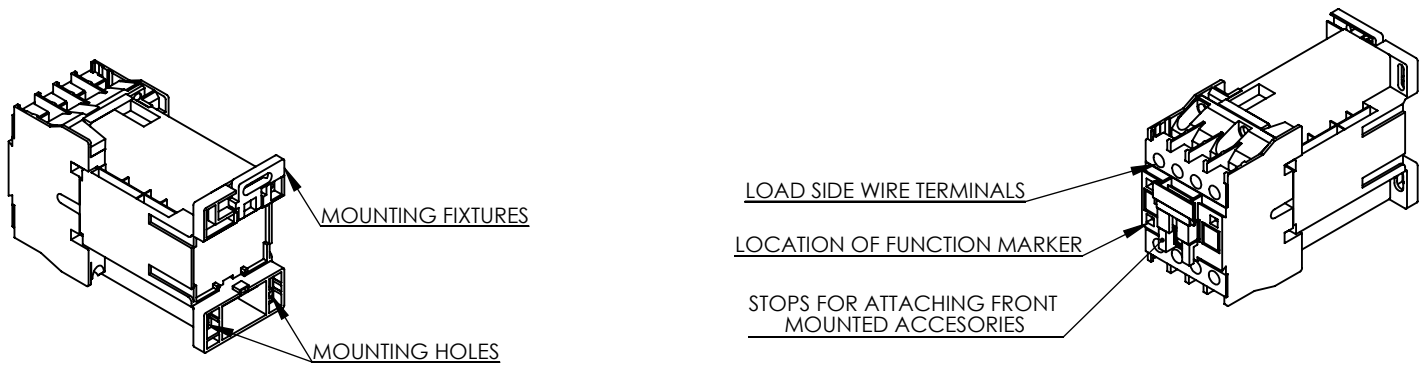 MOUNTING FIXTURES
MOUNTING HOLES
LOAD SIDE WIRE TERMINALS
LOCATION OF FUNCTION MARKER
STOPS FOR ATTACHING FRONT
MOUNTED ACCESORIES